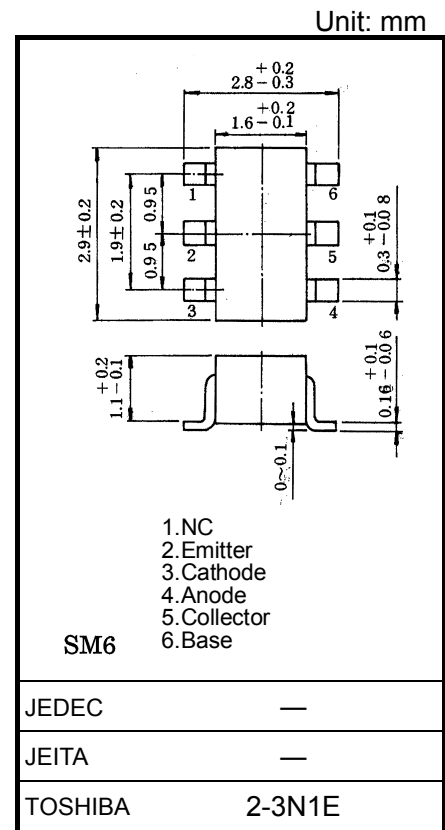 Unit: mm
+ 0.2
2.8 – 0.3
+0.2
1.6 – 0.1
1
6
2
5
3
4
2.9 ± 0.2
1.9 ± 0.2
0.95
0.95
+0.1
0.3 – 0.08
+0.2
1.1 – 0.1
+0.1
0.16 – 0.06
0~0.1
1.NC
2.Emitter
3.Cathode
4.Anode
5.Collector
6.Base
SM6
JEDEC —
JEITA —
TOSHIBA 2-3N1E